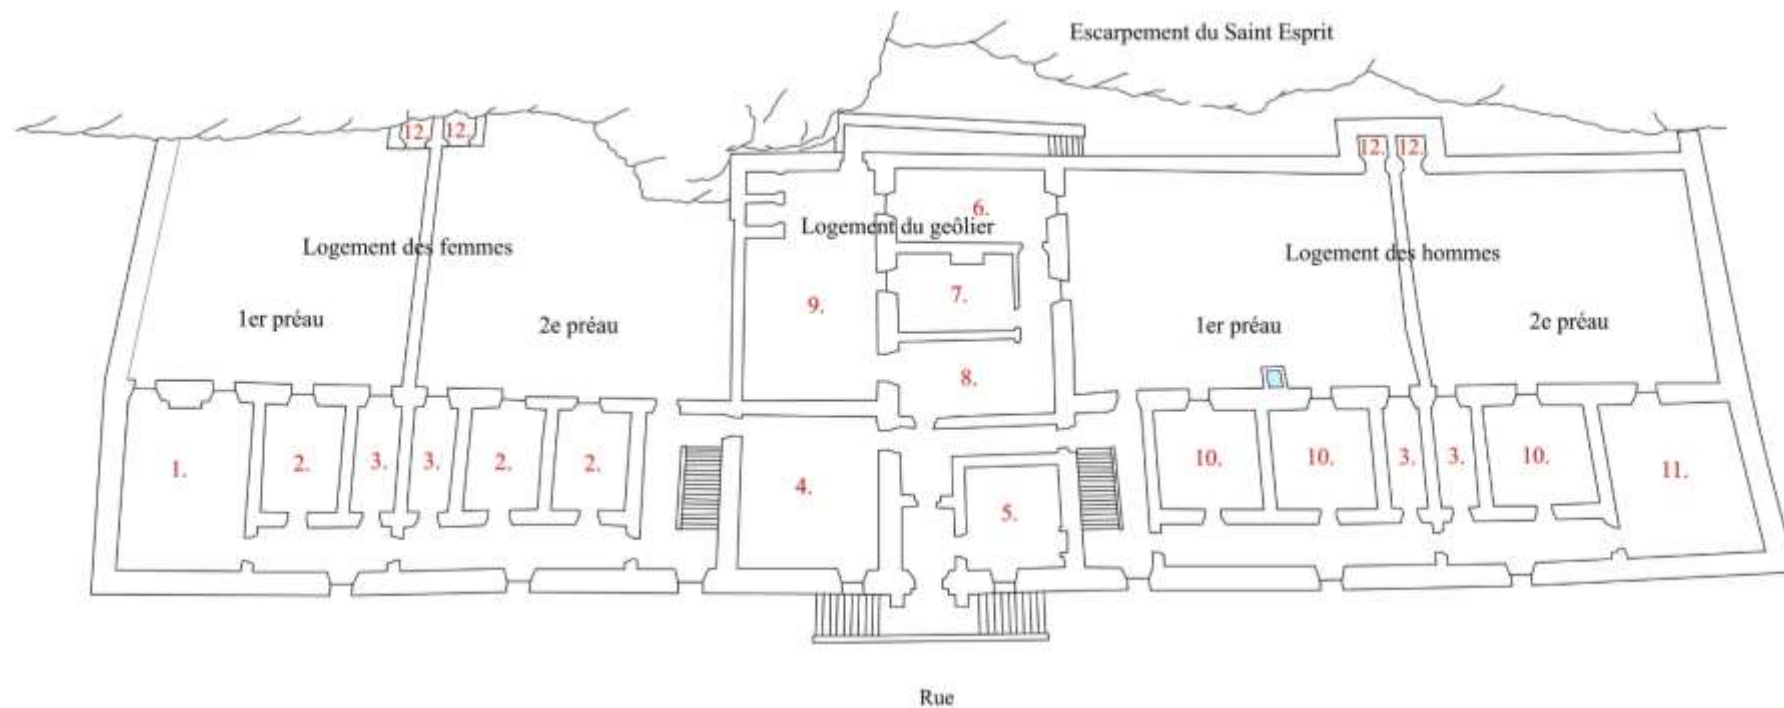 Escarpement du Saint Esprit
12. 12.
12. 12.
6.
Logement du geôlier
Logement des femmes
Logement des hommes
7.
9.
1er préau
2e préau
1er préau
2e préau
8.
1.
2.
3.
3.
2.
2.
4.
5.
10.
10.
3.
3.
10.
11.
Rue